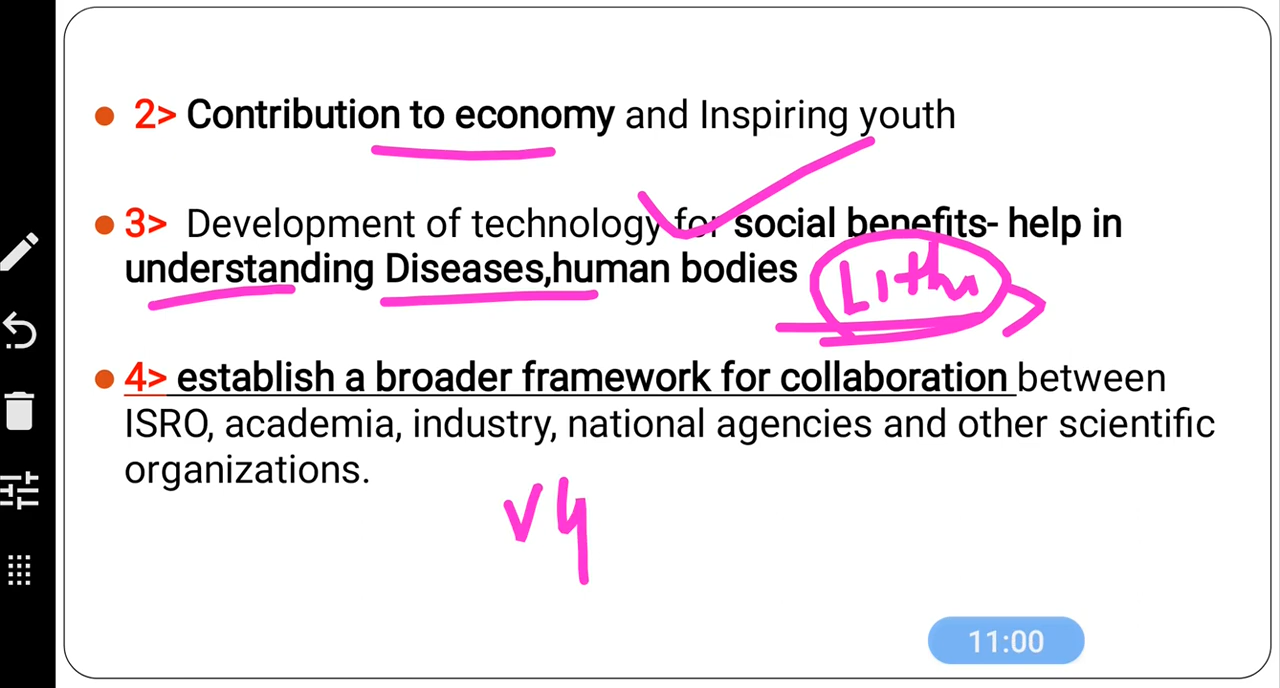 2> Contribution to economy and Inspiring youth
3> Development of technology for social benefits- help in
understanding Diseases,human bodies
Lithu
4> establish a broader framework for collaboration between
ISRO, academia, industry, national agencies and other scientific
organizations.
11:00